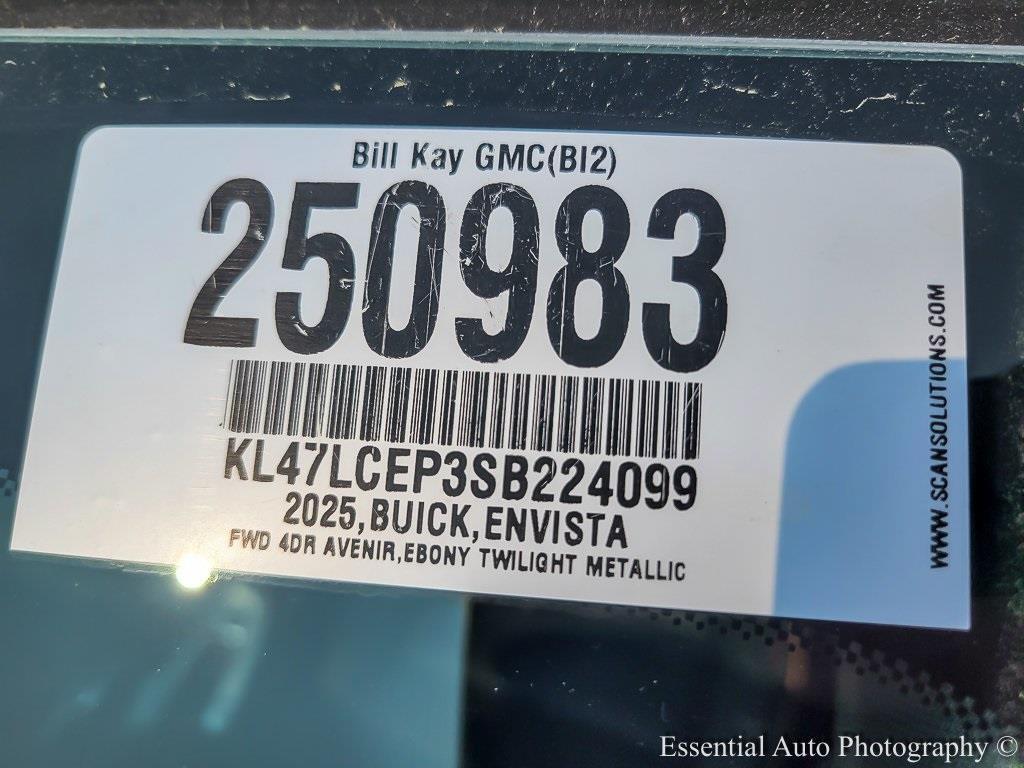 Bill Kay GMC(BI2)
250983
KL47LCEP3SB224099
2025,BUICK,ENVISTA
FWD 4DR AVENIR,EBONY TWILIGHT METALLIC
WWW.SCANSOLUTIONS.COM
Essential Auto Photography ©